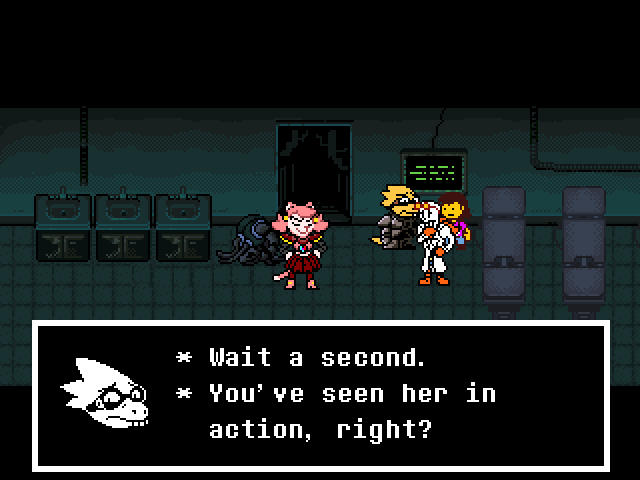 * Wait a second.
* You've seen her in
action, right?